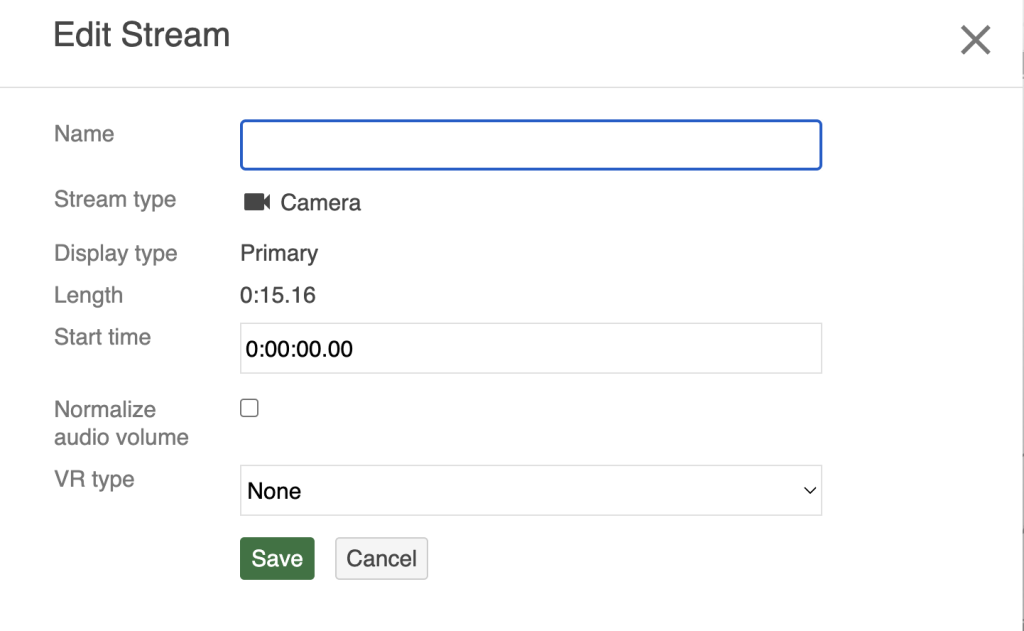 Edit Stream
Name
Stream type Camera
Display type Primary
Length 0:15.16
Start time 0:00:00.00
Normalize
audio volume
VR type None
Save Cancel